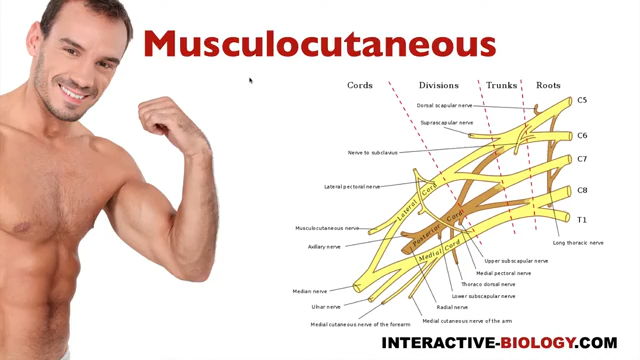 Musculocutaneous
Cords Divisions Trunks Roots
Dorsal scapular nerve
C5
Suprascapular nerve
C6
Nerve to subclavius
C7
Lateral pectoral nerve
C8
Lateral Cord
Posterior Cord
Medial Cord
T1
Musculocutaneous nerve
Axillary nerve
Long thoracic nerve
Upper subscapular nerve
Medial pectoral nerve
Thoraco dorsal nerve
Median nerve
Lower subscapular nerve
Ulnar nerve
Radial nerve
Medial cutaneous nerve of the forearm
Medial cutaneous nerve of the arm
INTERACTIVE-BIOLOGY.COM